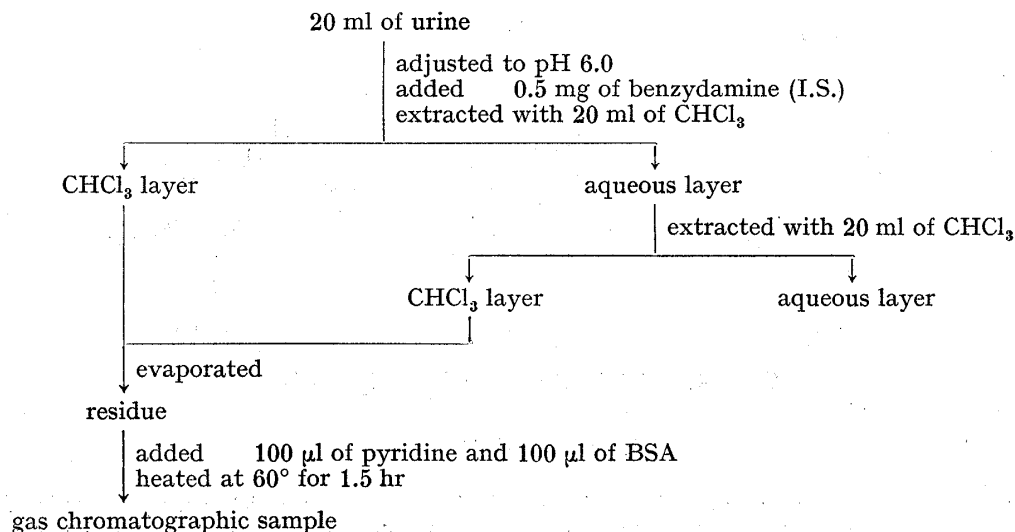 20 ml of urine
adjusted to pH 6.0
added 0.5 mg of benzydamine (I.S.)
extracted with 20 ml of CHCl₃
CHCl₃ layer
aqueous layer
extracted with 20 ml of CHCl₃
CHCl₃ layer
aqueous layer
evaporated
residue
added 100 μl of pyridine and 100 μl of BSA
heated at 60° for 1.5 hr
gas chromatographic sample